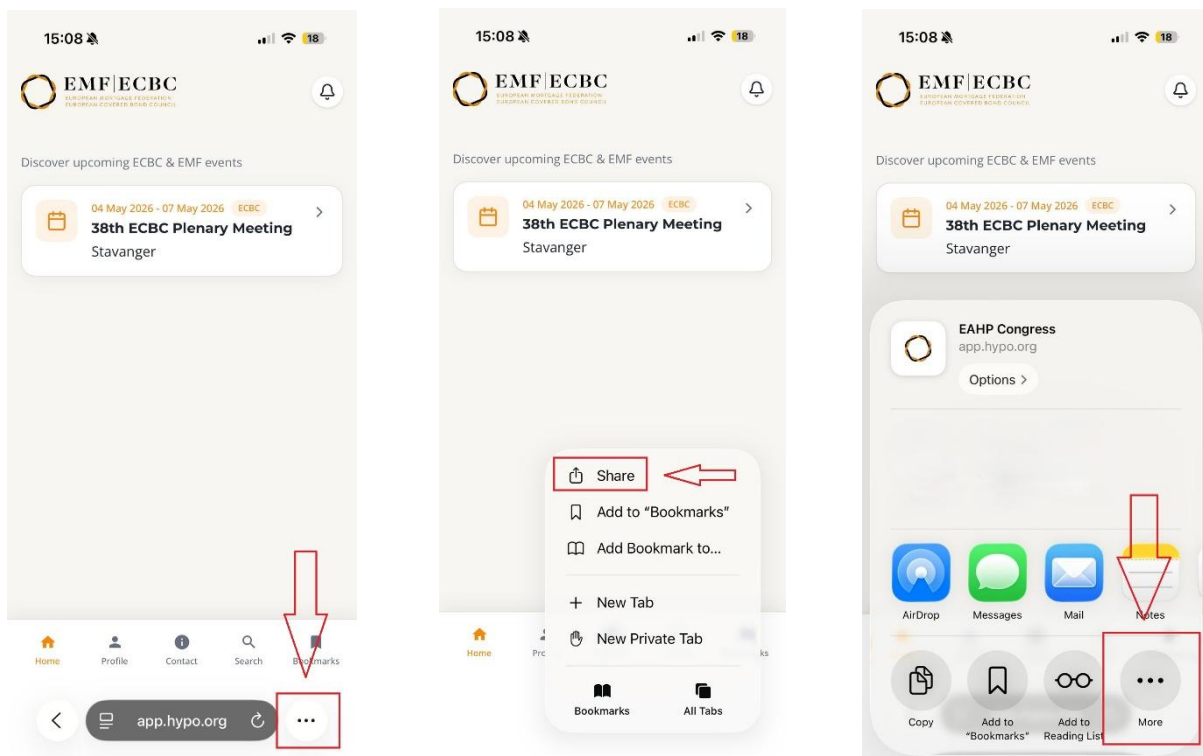 15:08
18
EMF|ECBC
EUROPEAN MORTGAGE FEDERATION
EUROPEAN COVERED BOND COUNCIL
Discover upcoming ECBC & EMF events
04 May 2026 - 07 May 2026 ECBC
38th ECBC Plenary Meeting
Stavanger
Home Profile Contact Search Bookmarks
app.hypo.org
15:08
18
EMF|ECBC
EUROPEAN MORTGAGE FEDERATION
EUROPEAN COVERED BOND COUNCIL
Discover upcoming ECBC & EMF events
04 May 2026 - 07 May 2026 ECBC
38th ECBC Plenary Meeting
Stavanger
Share
Add to “Bookmarks”
Add Bookmark to...
New Tab
New Private Tab
Home
Bookmarks All Tabs
15:08
18
EMF|ECBC
EUROPEAN MORTGAGE FEDERATION
EUROPEAN COVERED BOND COUNCIL
Discover upcoming ECBC & EMF events
04 May 2026 - 07 May 2026 ECBC
38th ECBC Plenary Meeting
Stavanger
EAHP Congress
app.hypo.org
Options >
AirDrop Messages Mail Notes
Copy Add to “Bookmarks” Add to Reading List More